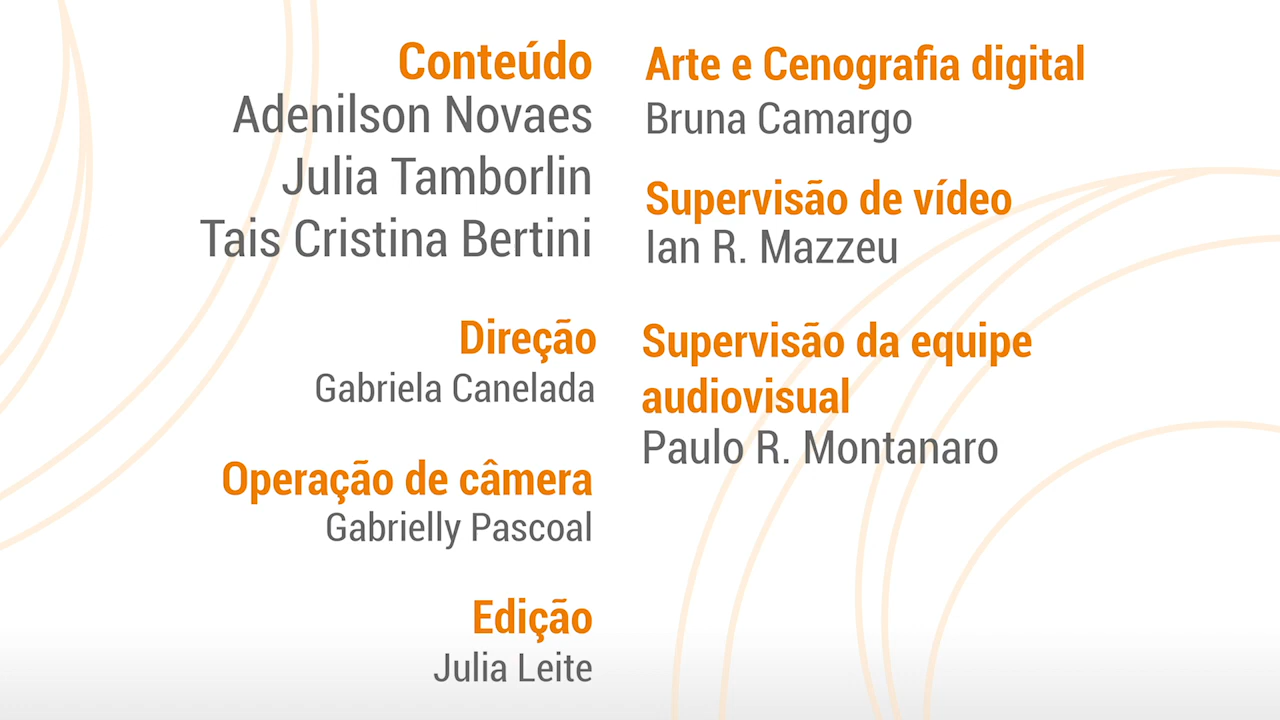 Conteúdo
Adenilson Novaes
Julia Tamborlin
Tais Cristina Bertini
Direção
Gabriela Canelada
Operação de câmera
Gabrielly Pascoal
Edição
Julia Leite
Arte e Cenografia digital
Bruna Camargo
Supervisão de vídeo
Ian R. Mazzeu
Supervisão da equipe
audiovisual
Paulo R. Montanaro